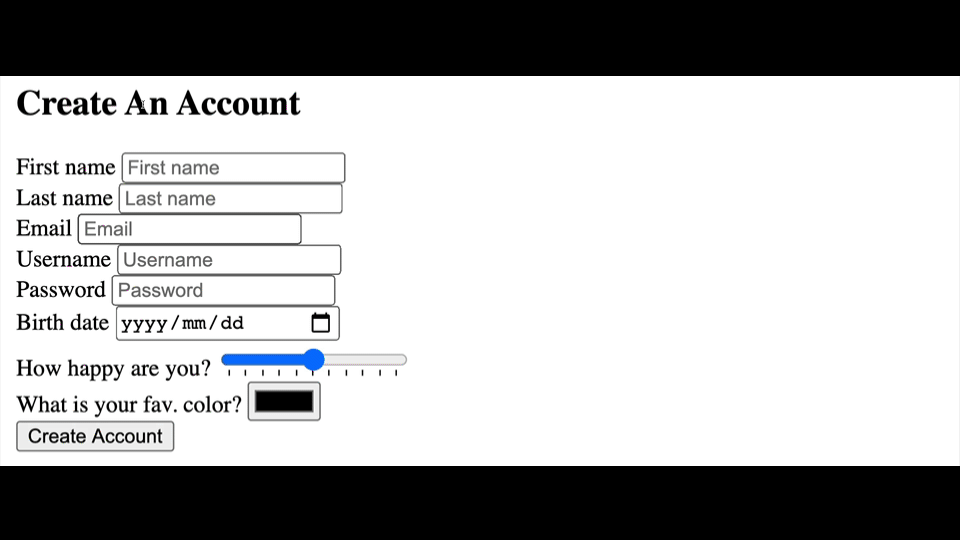 Create An Account
First name First name
Last name Last name
Email Email
Username Username
Password Password
Birth date yyyy/mm/dd
How happy are you?
What is your fav. color?
Create Account